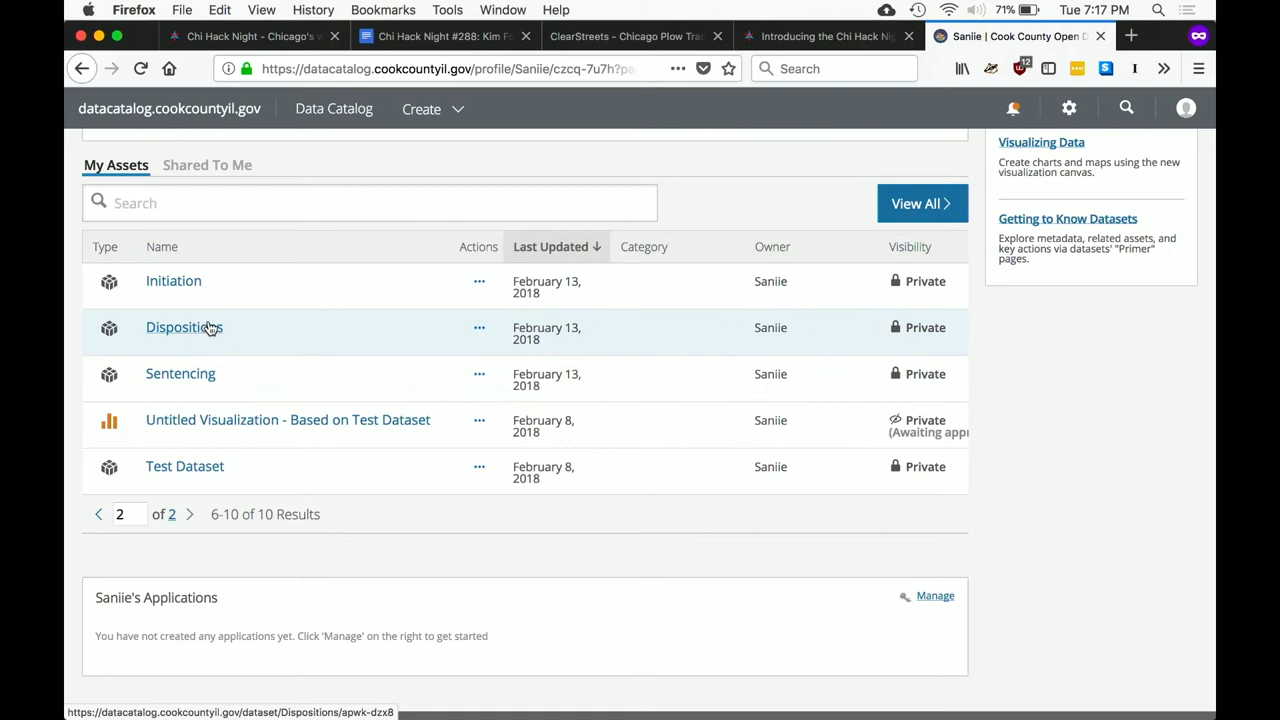 Firefox File Edit View History Bookmarks Tools Window Help 71% Tue 7:17 PM
Chi Hack Night - Chicago's w
Chi Hack Night #288: Kim Fo
ClearStreets - Chicago Plow Trac
Introducing the Chi Hack Nig
Saniie | Cook County Open D
https://datacatalog.cookcountyil.gov/profile/Saniie/czcq-7u7h?pa
Search
12
datacatalog.cookcountyil.gov Data Catalog Create
My Assets Shared To Me
Search
View All
Type Name Actions Last Updated Category Owner Visibility
Initiation ... February 13, 2018 Saniie Private
Dispositions ... February 13, 2018 Saniie Private
Sentencing ... February 13, 2018 Saniie Private
Untitled Visualization - Based on Test Dataset ... February 8, 2018 Saniie Private (Awaiting appr
Test Dataset ... February 8, 2018 Saniie Private
2 of 2 6-10 of 10 Results
Visualizing Data
Create charts and maps using the new
visualization canvas.
Getting to Know Datasets
Explore metadata, related assets, and
key actions via datasets' "Primer"
pages.
Saniie's Applications
Manage
You have not created any applications yet. Click 'Manage' on the right to get started
https://datacatalog.cookcountyil.gov/dataset/Dispositions/apwk-dzx8